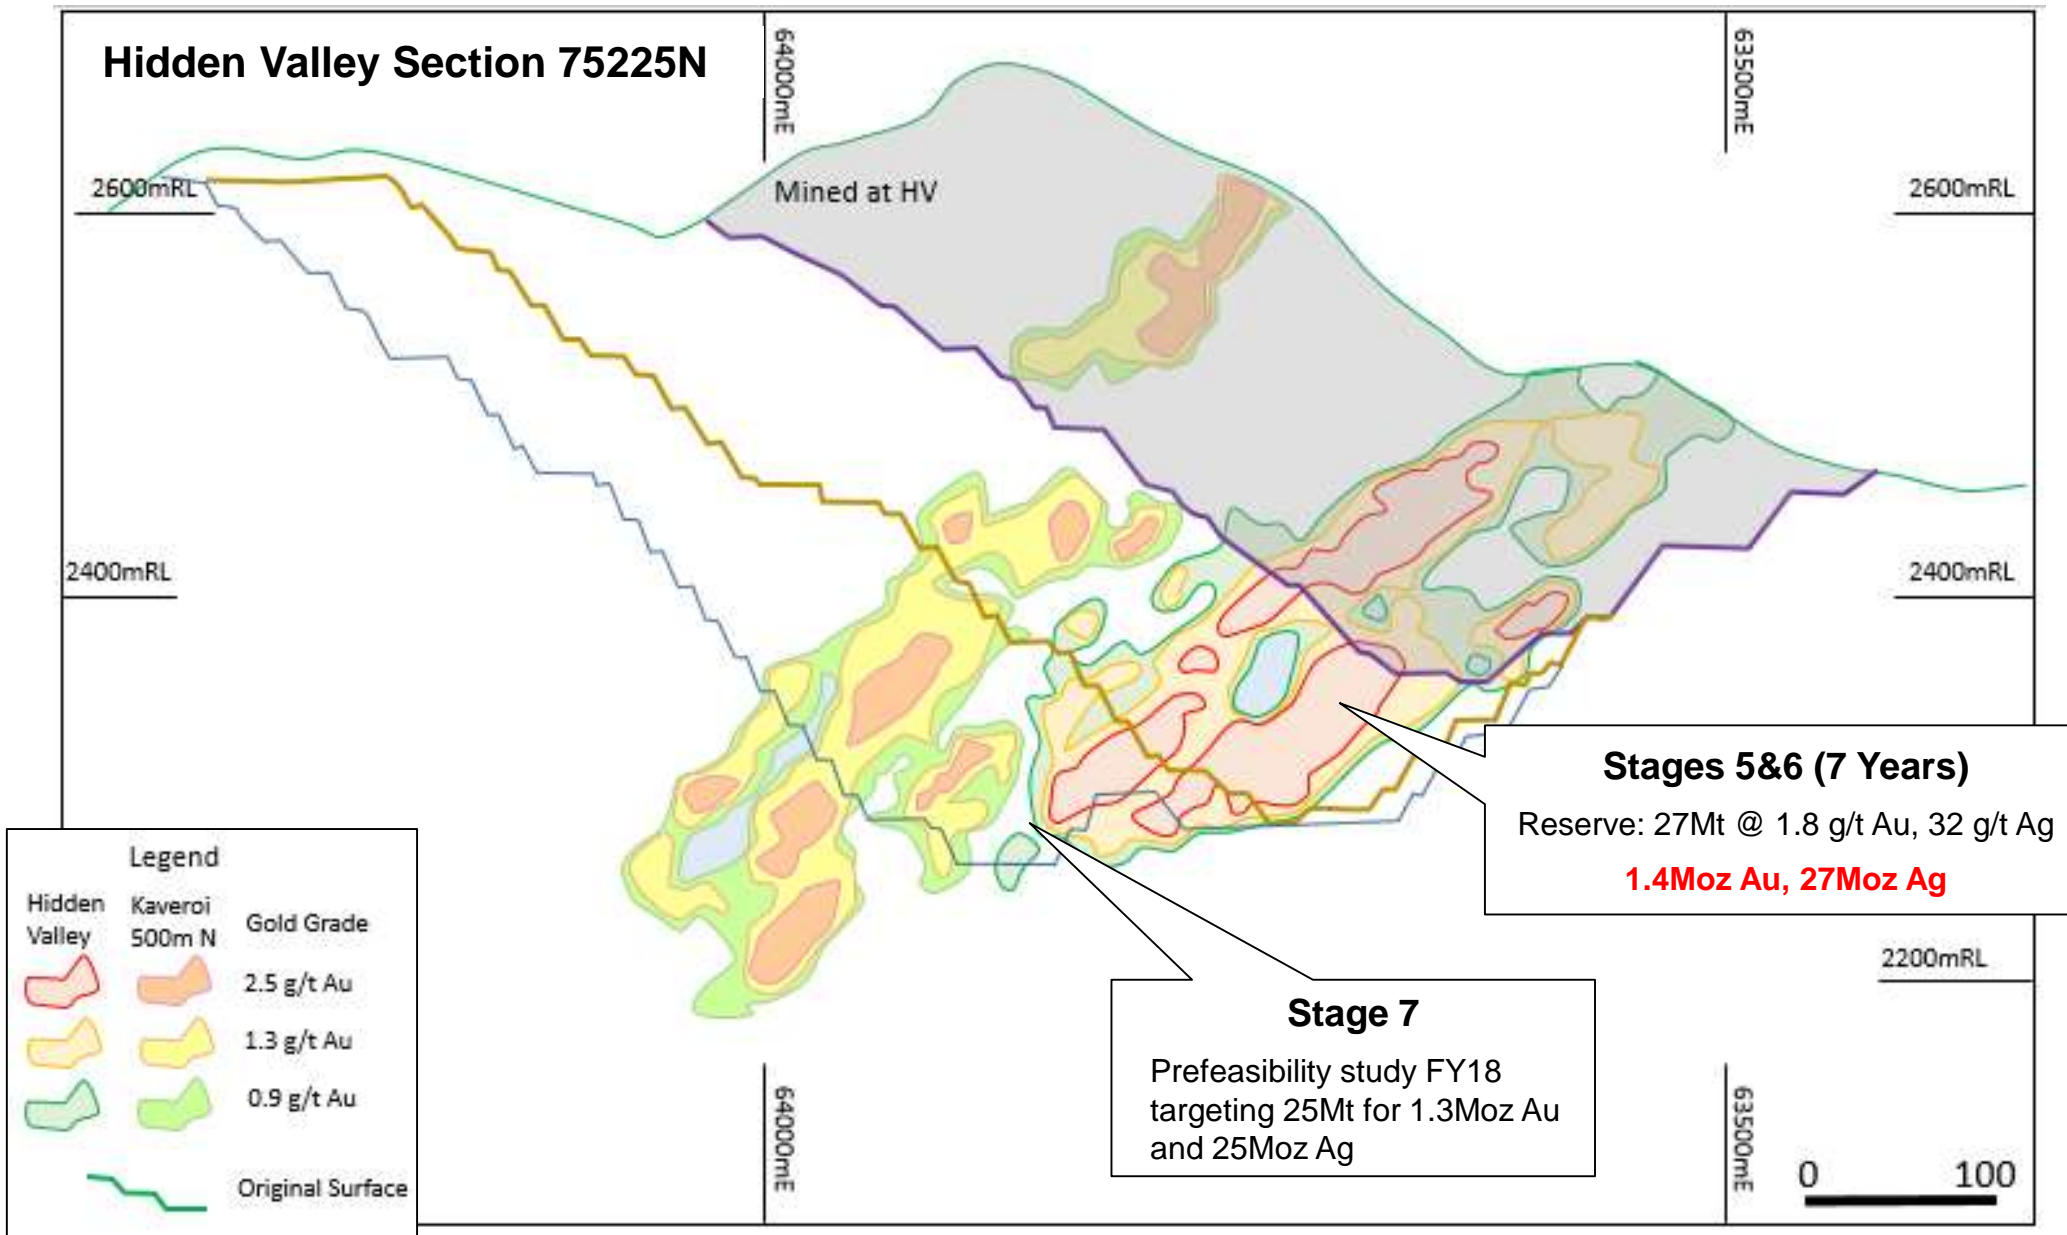 Hidden Valley Section 75225N
64000mE
63500mE
2600mRL
Mined at HV
2600mRL
2400mRL
2400mRL
Stages 5&6 (7 Years)
Reserve: 27Mt @ 1.8 g/t Au, 32 g/t Ag
1.4Moz Au, 27Moz Ag
Legend
Hidden
Valley
Kaveroi
500m N
Gold Grade
2.5 g/t Au
1.3 g/t Au
0.9 g/t Au
Original Surface
2200mRL
Stage 7
Prefeasibility study FY18
targeting 25Mt for 1.3Moz Au
and 25Moz Ag
64000mE
63500mE
0 100